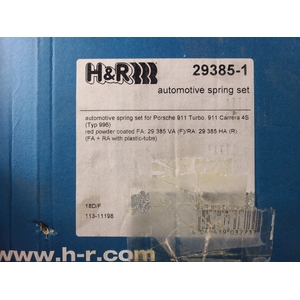 H&R
29385-1
automotive spring set
automotive spring set for Porsche 911 Turbo, 911 Carrera 4S
(Typ 996)
red powder coated FA: 29 385 VA (F)/RA: 29 385 HA (R)
(FA + RA with plastic-tube)
18D/F
113-11198
www.h-r.com